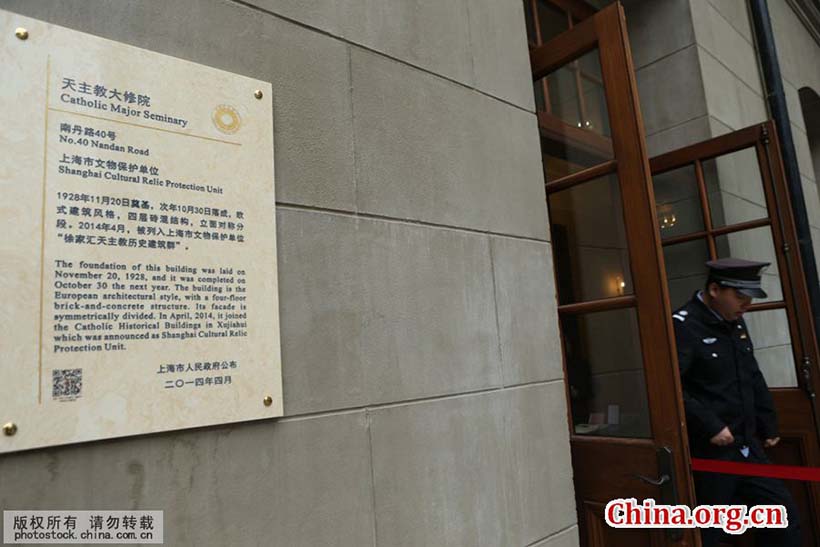 天主教大修院
Catholic Major Seminary
南丹路40号
No.40 Nandan Road
上海市文物保护单位
Shanghai Cultural Relic Protection Unit
1928年11月20日奠基，次年10月30日落成，欧
式建筑风格，四层砖混结构，立面对称分
段。2014年4月，被列入上海市文物保护单位
“徐家汇天主教历史建筑群”。
The foundation of this building was laid on
November 20, 1928, and it was completed on
October 30 the next year. The building is the
European architectural style, with a four-floor
brick-and-concrete structure. Its facade is
symmetrically divided. In April, 2014, it joined
the Catholic Historical Buildings in Xujiahui
which was announced as Shanghai Cultural Relic
Protection Unit.
上海市人民政府公布
二〇一四年四月
版权所有 请勿转载
photostock.china.com.cn
China.org.cn